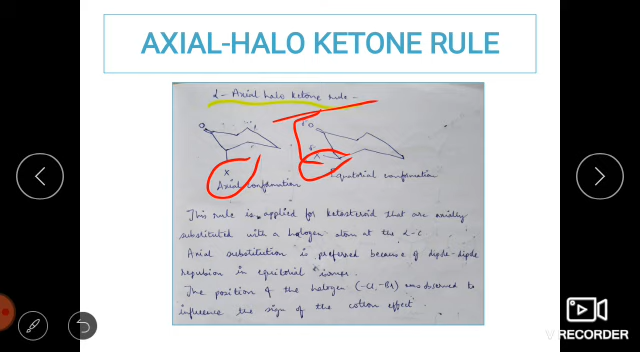 AXIAL-HALO KETONE RULE
α- Axial halo ketone rule -
O
O
X
X
Axial conformation
Equatorial conformation
This rule is applied for ketosteroid that are axially
substituted with a halogen atom at the α-C.
Axial substitution is preferred because of dipole-dipole
repulsion in equitorial isomer.
The position of the halogen (-Cl, -Br) was observed to
influence the sign of the cotton effect.
V RECORDER